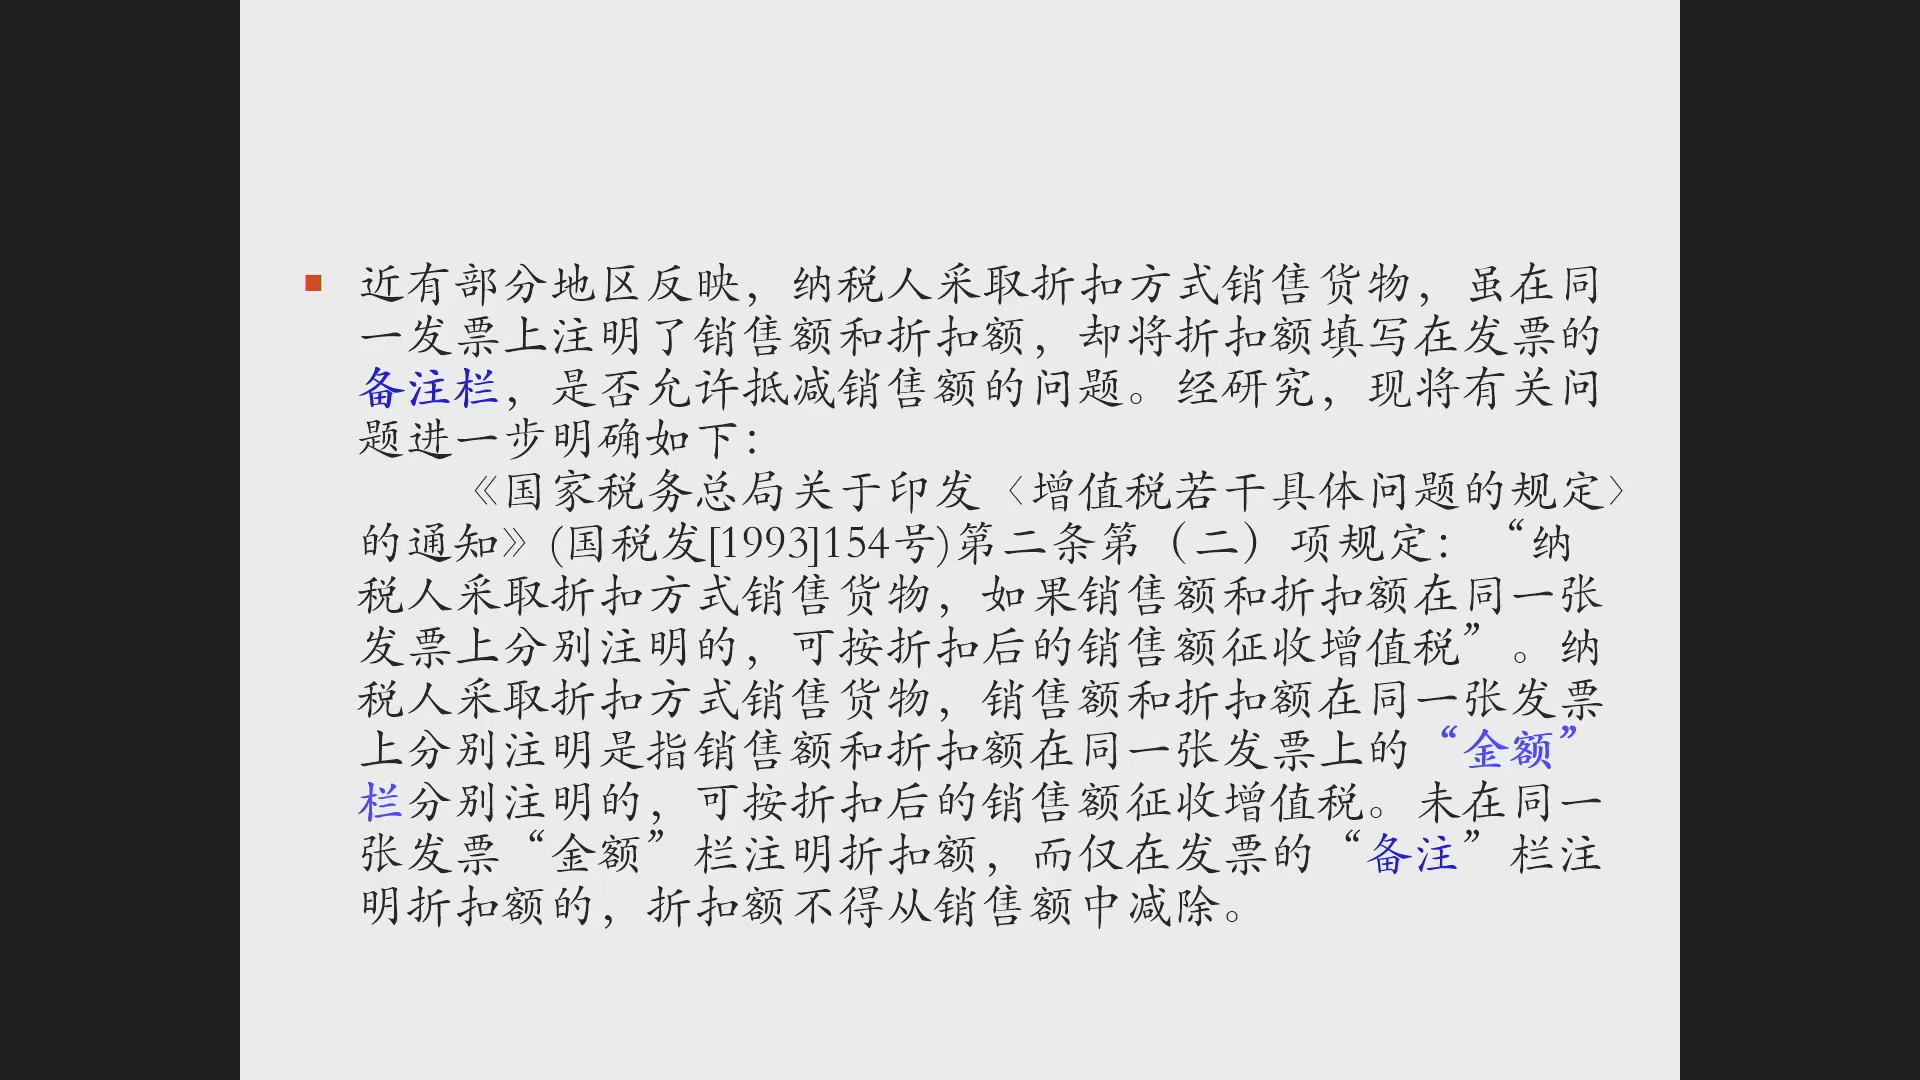 近有部分地区反映，纳税人采取折扣方式销售货物，虽在同
一发票上注明了销售额和折扣额，却将折扣额填写在发票的
备注栏，是否允许抵减销售额的问题。经研究，现将有关问
题进一步明确如下：
《国家税务总局关于印发〈增值税若干具体问题的规定〉
的通知》(国税发[1993]154号)第二条第（二）项规定：“纳
税人采取折扣方式销售货物，如果销售额和折扣额在同一张
发票上分别注明的，可按折扣后的销售额征收增值税”。纳
税人采取折扣方式销售货物，销售额和折扣额在同一张发票
上分别注明是指销售额和折扣额在同一张发票上的“金额”
栏分别注明的，可按折扣后的销售额征收增值税。未在同一
张发票“金额”栏注明折扣额，而仅在发票的“备注”栏注
明折扣额的，折扣额不得从销售额中减除。